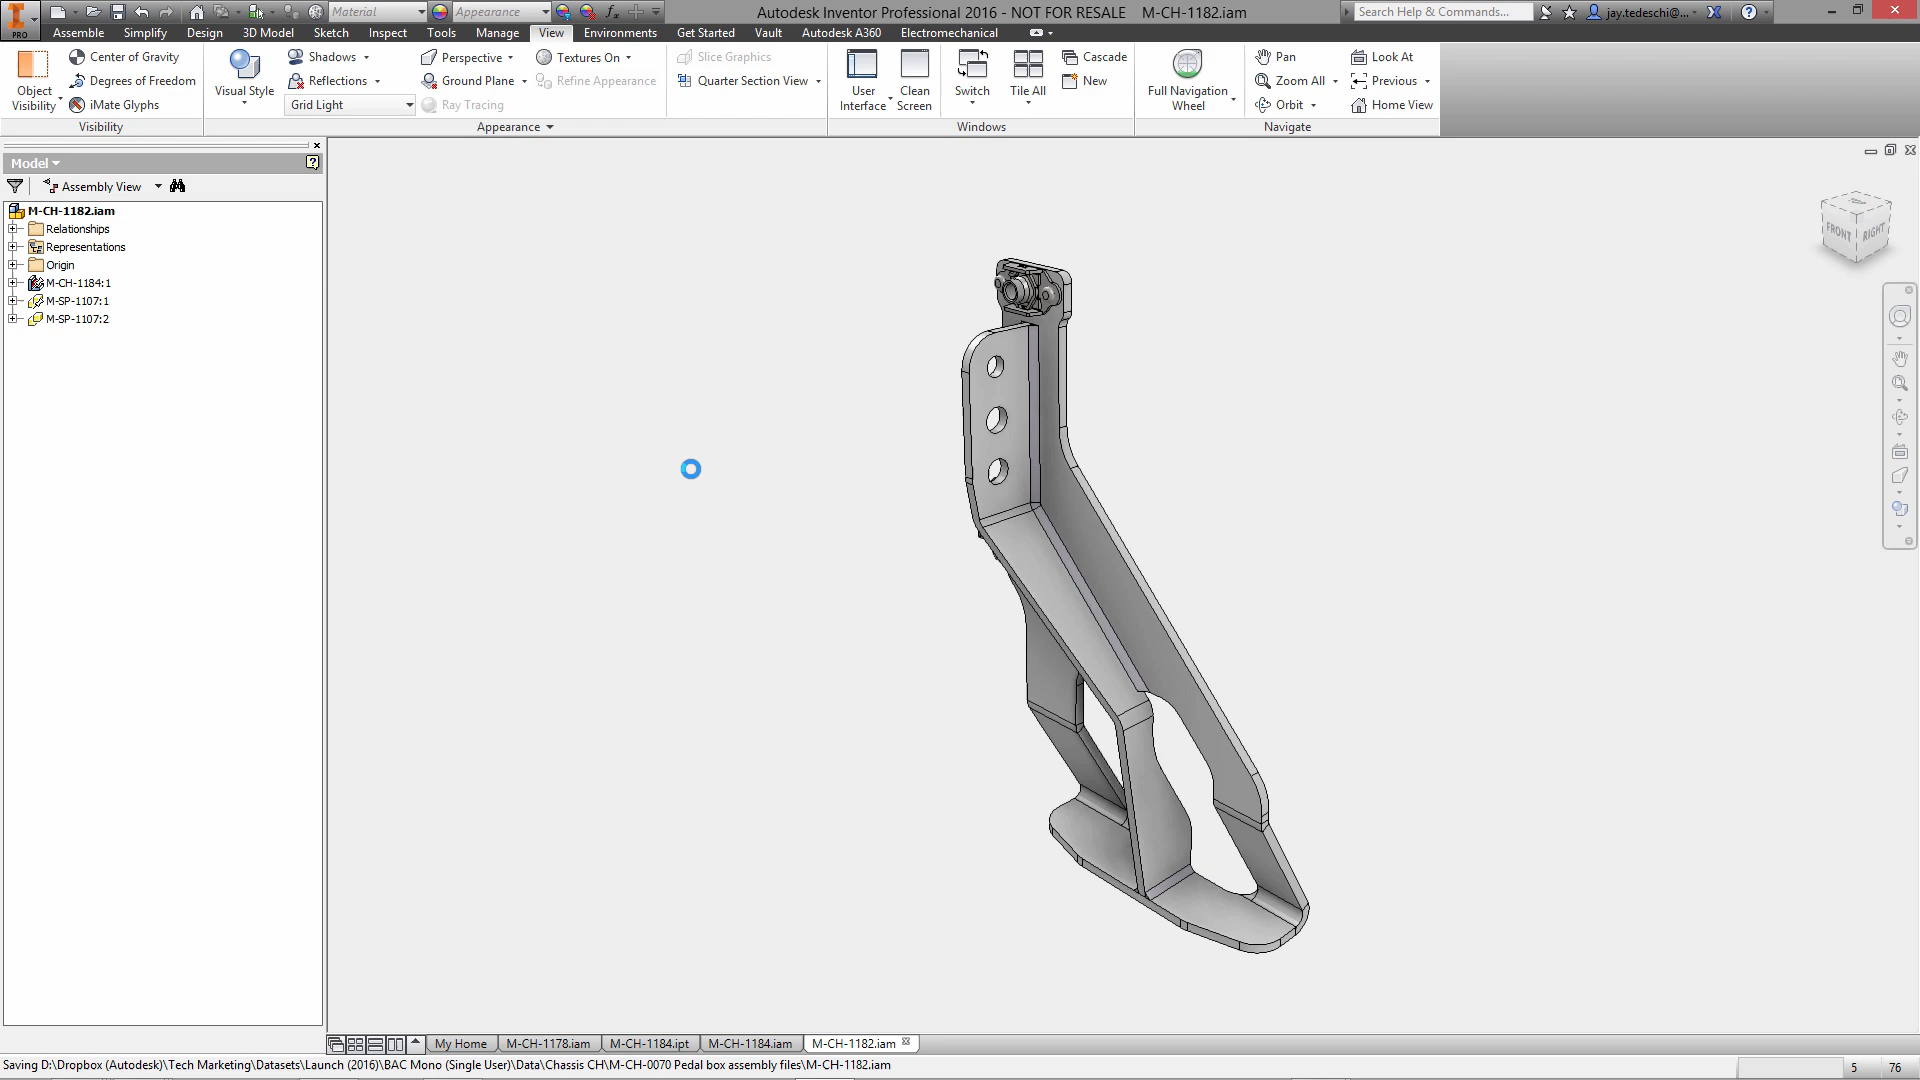 PRO
Material
Appearance
Autodesk Inventor Professional 2016 - NOT FOR RESALE M-CH-1182.iam
Search Help & Commands...
jay.tedeschi@...
Assemble Simplify Design 3D Model Sketch Inspect Tools Manage View Environments Get Started Vault Autodesk A360 Electromechanical
Object Visibility
Center of Gravity
Degrees of Freedom
iMate Glyphs
Visibility
Visual Style
Shadows
Reflections
Grid Light
Perspective
Ground Plane
Ray Tracing
Textures On
Refine Appearance
Appearance
Slice Graphics
Quarter Section View
User Interface
Clean Screen
Switch
Tile All
Cascade
New
Windows
Full Navigation Wheel
Pan
Zoom All
Orbit
Look At
Previous
Home View
Navigate
Model
Assembly View
M-CH-1182.iam
Relationships
Representations
Origin
M-CH-1184:1
M-SP-1107:1
M-SP-1107:2
FRONT RIGHT
My Home M-CH-1178.iam M-CH-1184.ipt M-CH-1184.iam M-CH-1182.iam
Saving D:\Dropbox (Autodesk)\Tech Marketing\Datasets\Launch (2016)\BAC Mono (Single User)\Data\Chassis CH\M-CH-0070 Pedal box assembly files\M-CH-1182.iam
5 76